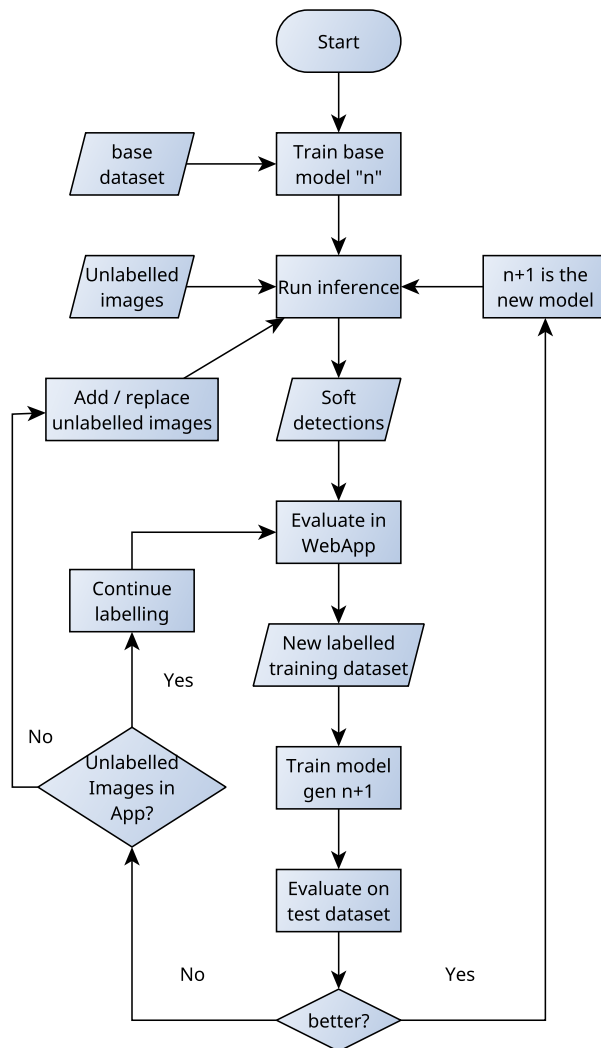 Start
base
dataset
Train base
model "n"
Unlabelled
images
Run inference
n+1 is the
new model
Add / replace
unlabelled images
Soft
detections
Evaluate in
WebApp
Continue
labelling
New labelled
training dataset
Yes
No
Unlabelled
Images in
App?
Train model
gen n+1
Evaluate on
test dataset
No
Yes
better?